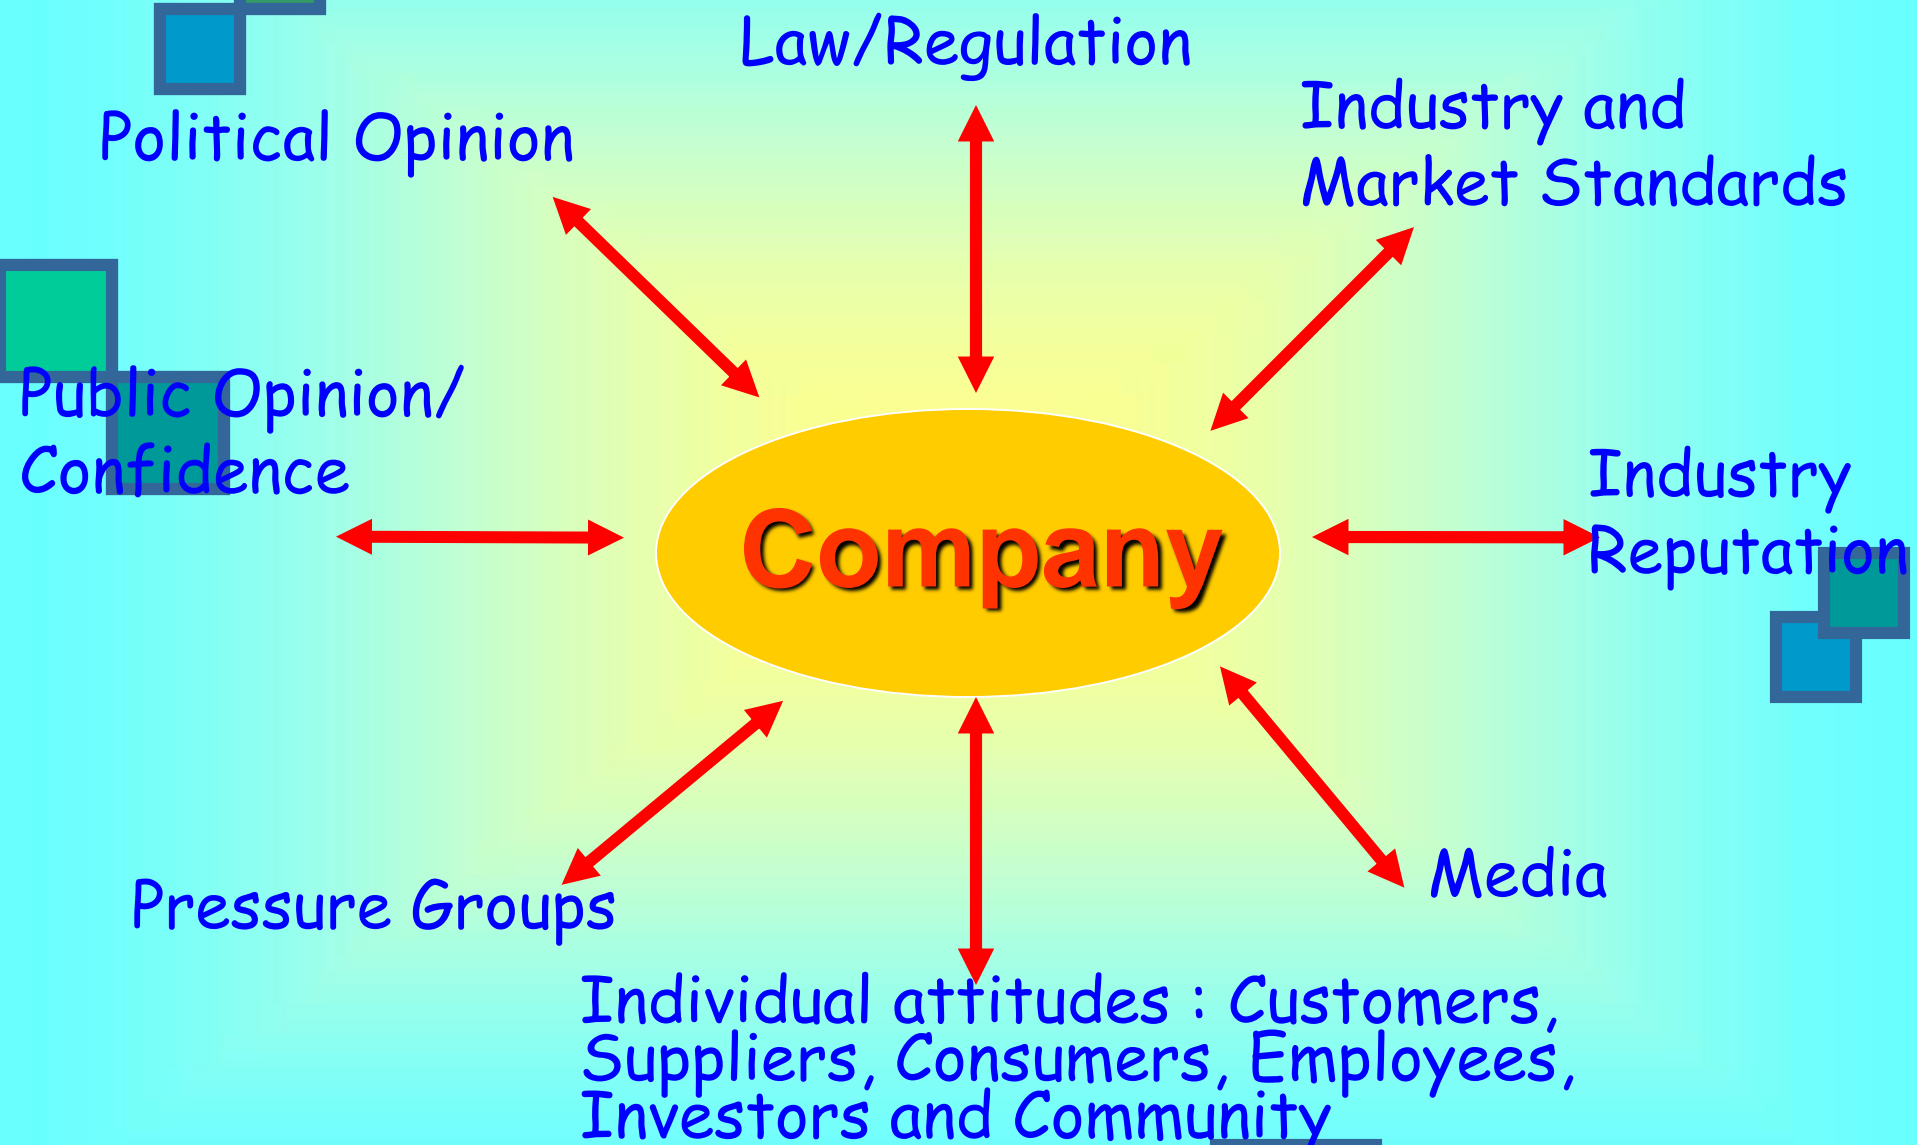 Law/Regulation
Political Opinion
Industry and
Market Standards
Public Opinion/
Confidence
Industry
Reputation
Company
Pressure Groups
Media
Individual attitudes : Customers,
Suppliers, Consumers, Employees,
Investors and Community